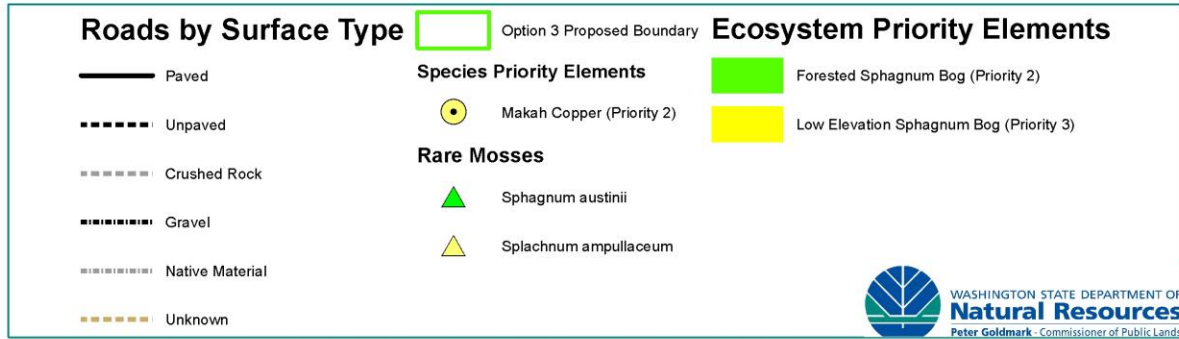 Roads by Surface Type
Paved
Unpaved
Crushed Rock
Gravel
Native Material
Unknown
Option 3 Proposed Boundary
Species Priority Elements
Makah Copper (Priority 2)
Rare Mosses
Sphagnum austinii
Splachnum ampullaceum
Ecosystem Priority Elements
Forested Sphagnum Bog (Priority 2)
Low Elevation Sphagnum Bog (Priority 3)
WASHINGTON STATE DEPARTMENT OF
Natural Resources
Peter Goldmark - Commissioner of Public Lands